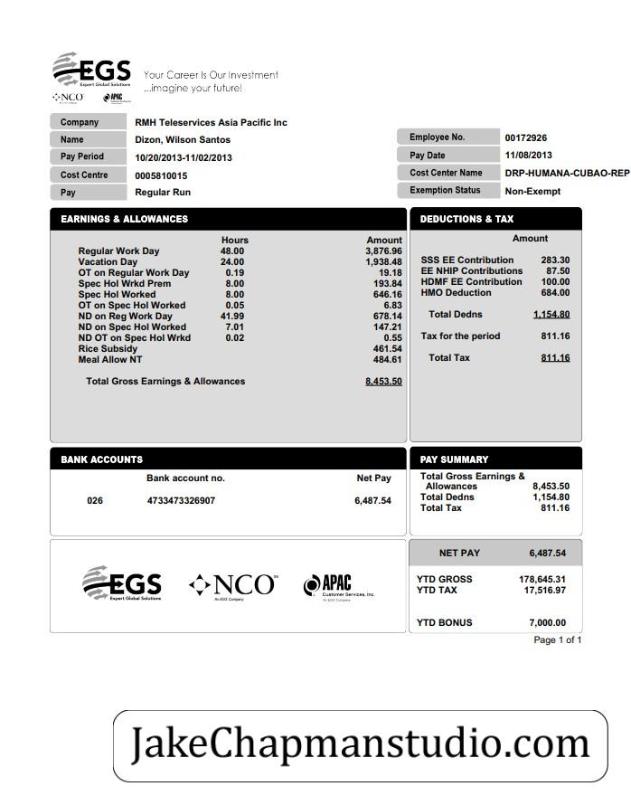 EGS
Expert Global Solutions
Your Career Is Our Investment
...imagine your future!
NCO
APAC
Company RMH Teleservices Asia Pacific Inc
Name Dizon, Wilson Santos
Employee No. 00172926
Pay Period 10/20/2013-11/02/2013
Pay Date 11/08/2013
Cost Centre 0005810015
Cost Center Name DRP-HUMANA-CUBAO-REP
Pay Regular Run
Exemption Status Non-Exempt
EARNINGS & ALLOWANCES
Hours Amount
Regular Work Day 48.00 3,876.96
Vacation Day 24.00 1,938.48
OT on Regular Work Day 0.19 19.18
Spec Hol Wrkd Prem 8.00 193.84
Spec Hol Worked 8.00 646.16
OT on Spec Hol Worked 0.05 6.83
ND on Reg Work Day 41.99 678.14
ND on Spec Hol Worked 7.01 147.21
ND OT on Spec Hol Wrkd 0.02 0.55
Rice Subsidy 461.54
Meal Allow NT 484.61
Total Gross Earnings & Allowances 8,453.50
DEDUCTIONS & TAX
Amount
SSS EE Contribution 283.30
EE NHIP Contributions 87.50
HDMF EE Contribution 100.00
HMO Deduction 684.00
Total Dedns 1,154.80
Tax for the period 811.16
Total Tax 811.16
BANK ACCOUNTS
Bank account no. Net Pay
026 4733473326907 6,487.54
PAY SUMMARY
Total Gross Earnings &
Allowances 8,453.50
Total Dedns 1,154.80
Total Tax 811.16
EGS
Expert Global Solutions
NCO
An EGS Company
APAC
Customer Services, Inc.
An EGS Company
NET PAY 6,487.54
YTD GROSS 178,645.31
YTD TAX 17,516.97
YTD BONUS 7,000.00
Page 1 of 1
JakeChapmanstudio.com